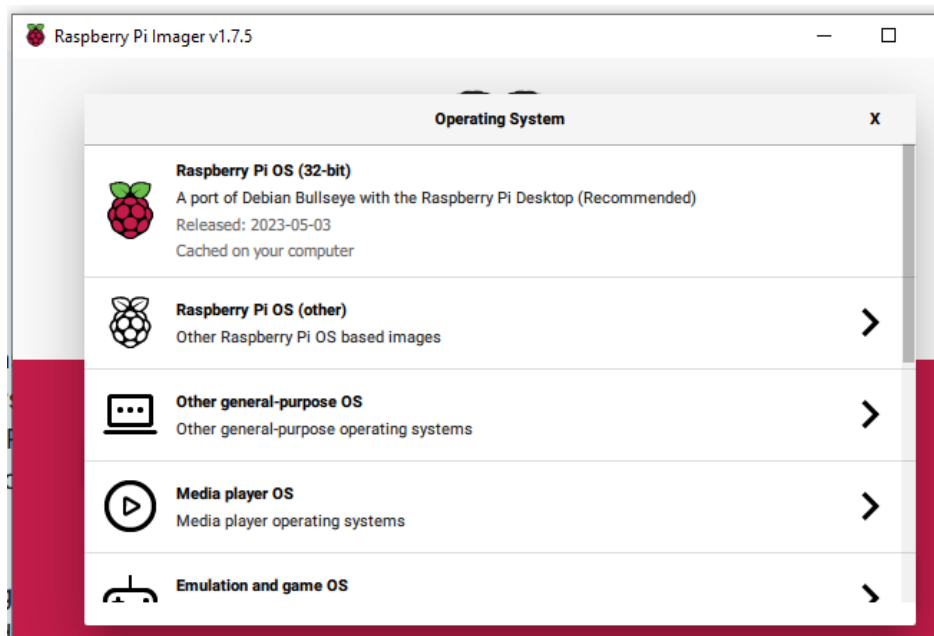 Raspberry Pi Imager v1.7.5
Operating System
X
Raspberry Pi OS (32-bit)
A port of Debian Bullseye with the Raspberry Pi Desktop (Recommended)
Released: 2023-05-03
Cached on your computer
Raspberry Pi OS (other)
Other Raspberry Pi OS based images
Other general-purpose OS
Other general-purpose operating systems
Media player OS
Media player operating systems
Emulation and game OS